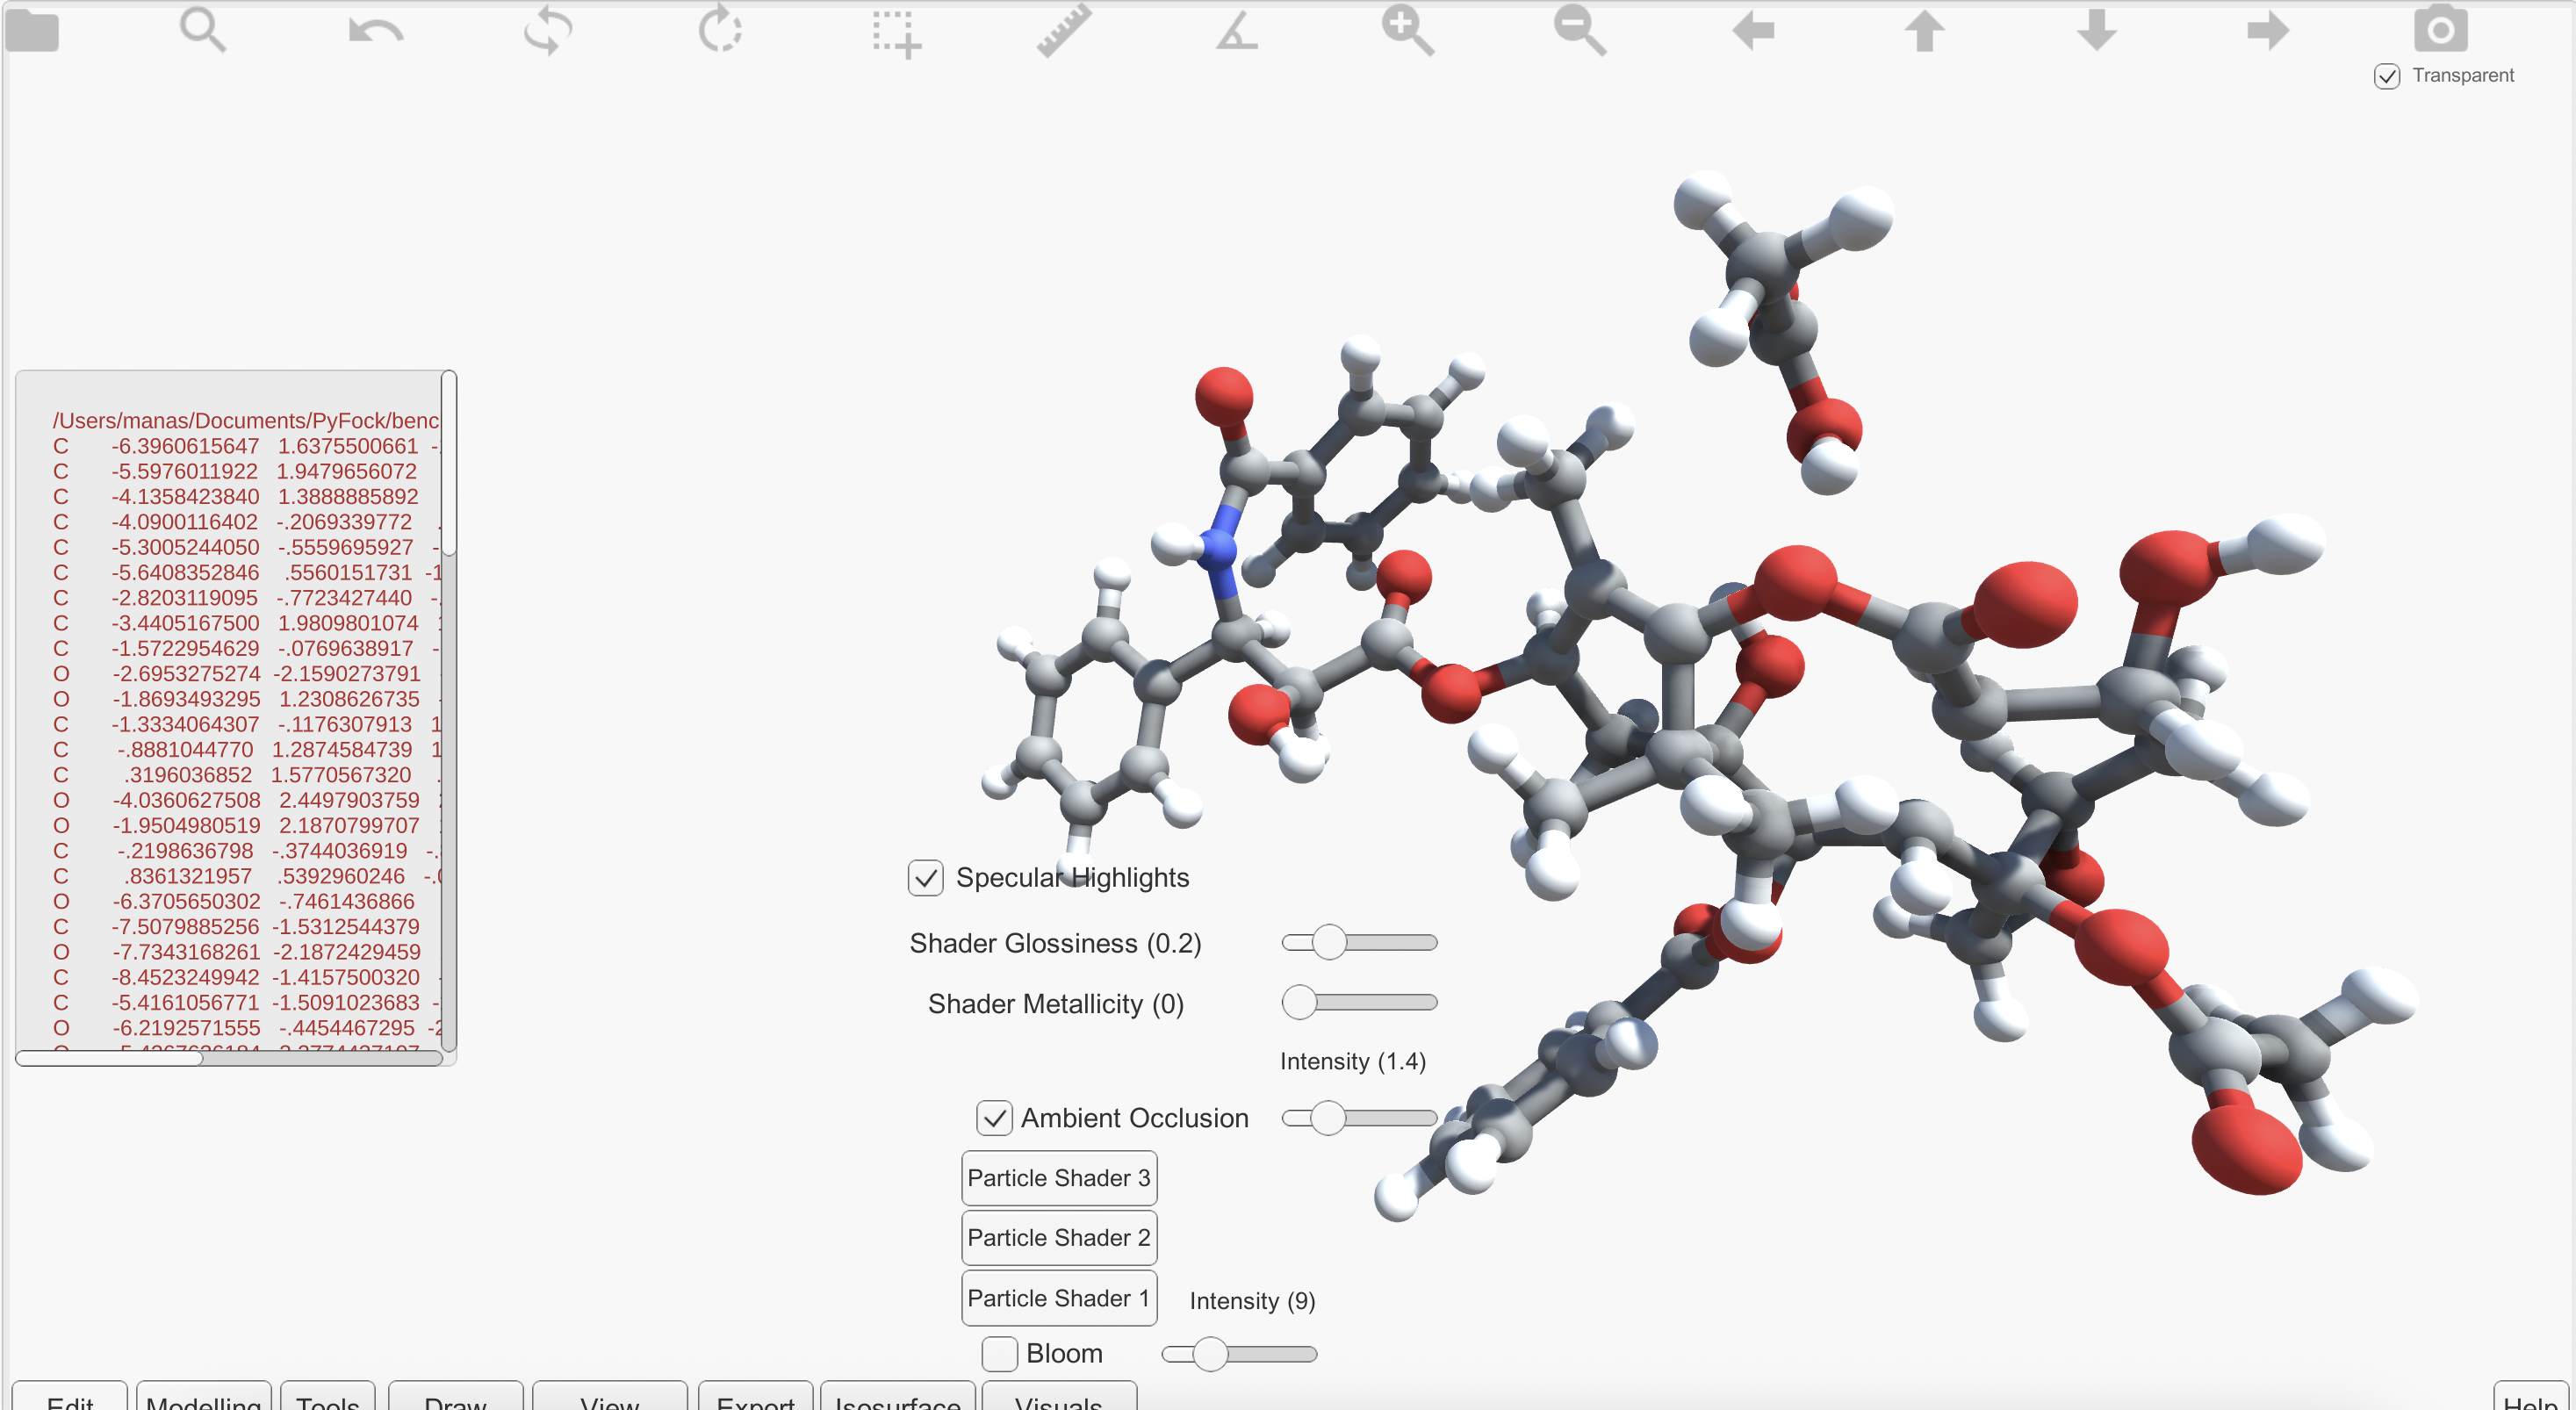 Transparent
/Users/manas/Documents/PyFock/benc
C -6.3960615647 1.6375500661 -
C -5.5976011922 1.9479656072
C -4.1358423840 1.3888885892
C -4.0900116402 -.2069339772
C -5.3005244050 -.5559695927 -
C -5.6408352846 .5560151731 -1
C -2.8203119095 -.7723427440 -
C -3.4405167500 1.9809801074
C -1.5722954629 -.0769638917 -
O -2.6953275274 -2.1590273791
O -1.8693493295 1.2308626735 -
C -1.3334064307 -.1176307913 1
C -.8881044770 1.2874584739 1
C .3196036852 1.5770567320 .
O -4.0360627508 2.4497903759
O -1.9504980519 2.1870799707
C -.2198636798 -.3744036919 -.
C .8361321957 .5392960246 -.0
O -6.3705650302 -.7461436866
C -7.5079885256 -1.5312544379
O -7.7343168261 -2.1872429459
C -8.4523249942 -1.4157500320 -
C -5.4161056771 -1.5091023683 -
O -6.2192571555 -.4454467295 -2
Specular Highlights
Shader Glossiness (0.2)
Shader Metallicity (0)
Intensity (1.4)
Ambient Occlusion
Particle Shader 3
Particle Shader 2
Particle Shader 1
Intensity (9)
Bloom
Edit
Modelling
Tools
Draw
View
Export
Isosurface
Visuals
Help